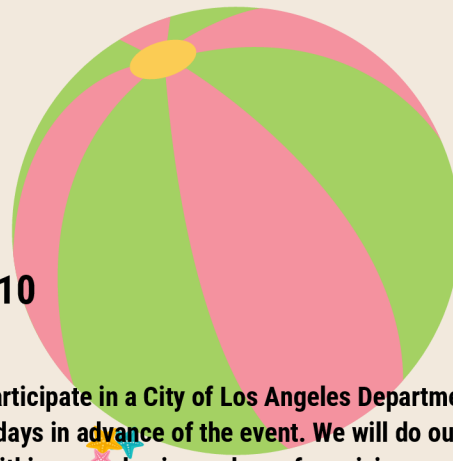 10
articipate in a City of Los Angeles Departme
days in advance of the event. We will do ou